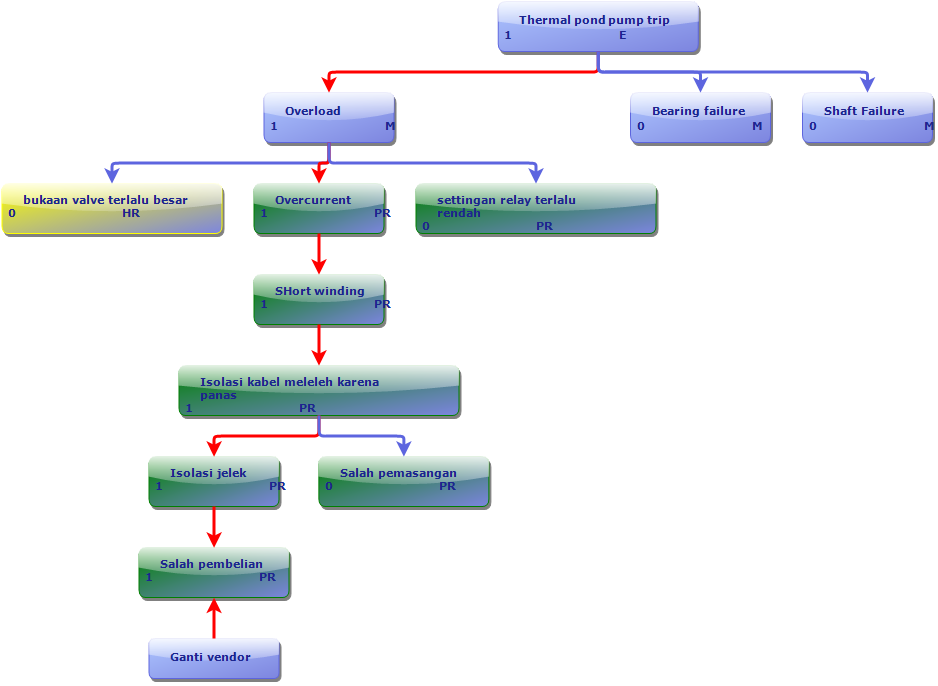 Thermal pond pump trip
1 E
Overload
1 M
Bearing failure
0 M
Shaft Failure
0 M
bukaan valve terlalu besar
0 HR
Overcurrent
1 PR
settingan relay terlalu
rendah
0 PR
SHort winding
1 PR
Isolasi kabel meleleh karena
panas
1 PR
Isolasi jelek
1 PR
Salah pemasangan
0 PR
Salah pembelian
1 PR
Ganti vendor